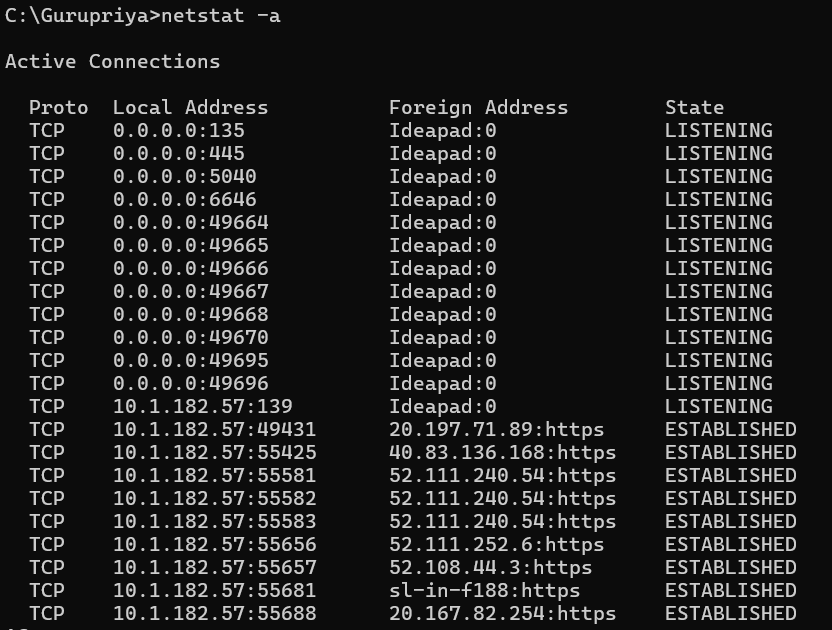 C:\Gurupriya>netstat -a
Active Connections
Proto Local Address Foreign Address State
TCP 0.0.0.0:135 Ideapad:0 LISTENING
TCP 0.0.0.0:445 Ideapad:0 LISTENING
TCP 0.0.0.0:5040 Ideapad:0 LISTENING
TCP 0.0.0.0:6646 Ideapad:0 LISTENING
TCP 0.0.0.0:49664 Ideapad:0 LISTENING
TCP 0.0.0.0:49665 Ideapad:0 LISTENING
TCP 0.0.0.0:49666 Ideapad:0 LISTENING
TCP 0.0.0.0:49667 Ideapad:0 LISTENING
TCP 0.0.0.0:49668 Ideapad:0 LISTENING
TCP 0.0.0.0:49670 Ideapad:0 LISTENING
TCP 0.0.0.0:49695 Ideapad:0 LISTENING
TCP 0.0.0.0:49696 Ideapad:0 LISTENING
TCP 10.1.182.57:139 Ideapad:0 LISTENING
TCP 10.1.182.57:49431 20.197.71.89:https ESTABLISHED
TCP 10.1.182.57:55425 40.83.136.168:https ESTABLISHED
TCP 10.1.182.57:55581 52.111.240.54:https ESTABLISHED
TCP 10.1.182.57:55582 52.111.240.54:https ESTABLISHED
TCP 10.1.182.57:55583 52.111.240.54:https ESTABLISHED
TCP 10.1.182.57:55656 52.111.252.6:https ESTABLISHED
TCP 10.1.182.57:55657 52.108.44.3:https ESTABLISHED
TCP 10.1.182.57:55681 sl-in-f188:https ESTABLISHED
TCP 10.1.182.57:55688 20.167.82.254:https ESTABLISHED